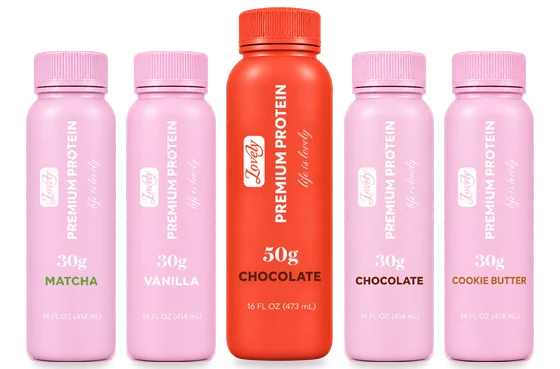 Lovely
PREMIUM PROTEIN
life is lovely
30g
MATCHA
14 FL OZ (414 mL)
Lovely
PREMIUM PROTEIN
life is lovely
30g
VANILLA
14 FL OZ (414 mL)
Lovely
PREMIUM PROTEIN
life is lovely
50g
CHOCOLATE
16 FL OZ (473 mL)
Lovely
PREMIUM PROTEIN
life is lovely
30g
CHOCOLATE
14 FL OZ (414 mL)
Lovely
PREMIUM PROTEIN
life is lovely
30g
COOKIE BUTTER
14 FL OZ (414 mL)